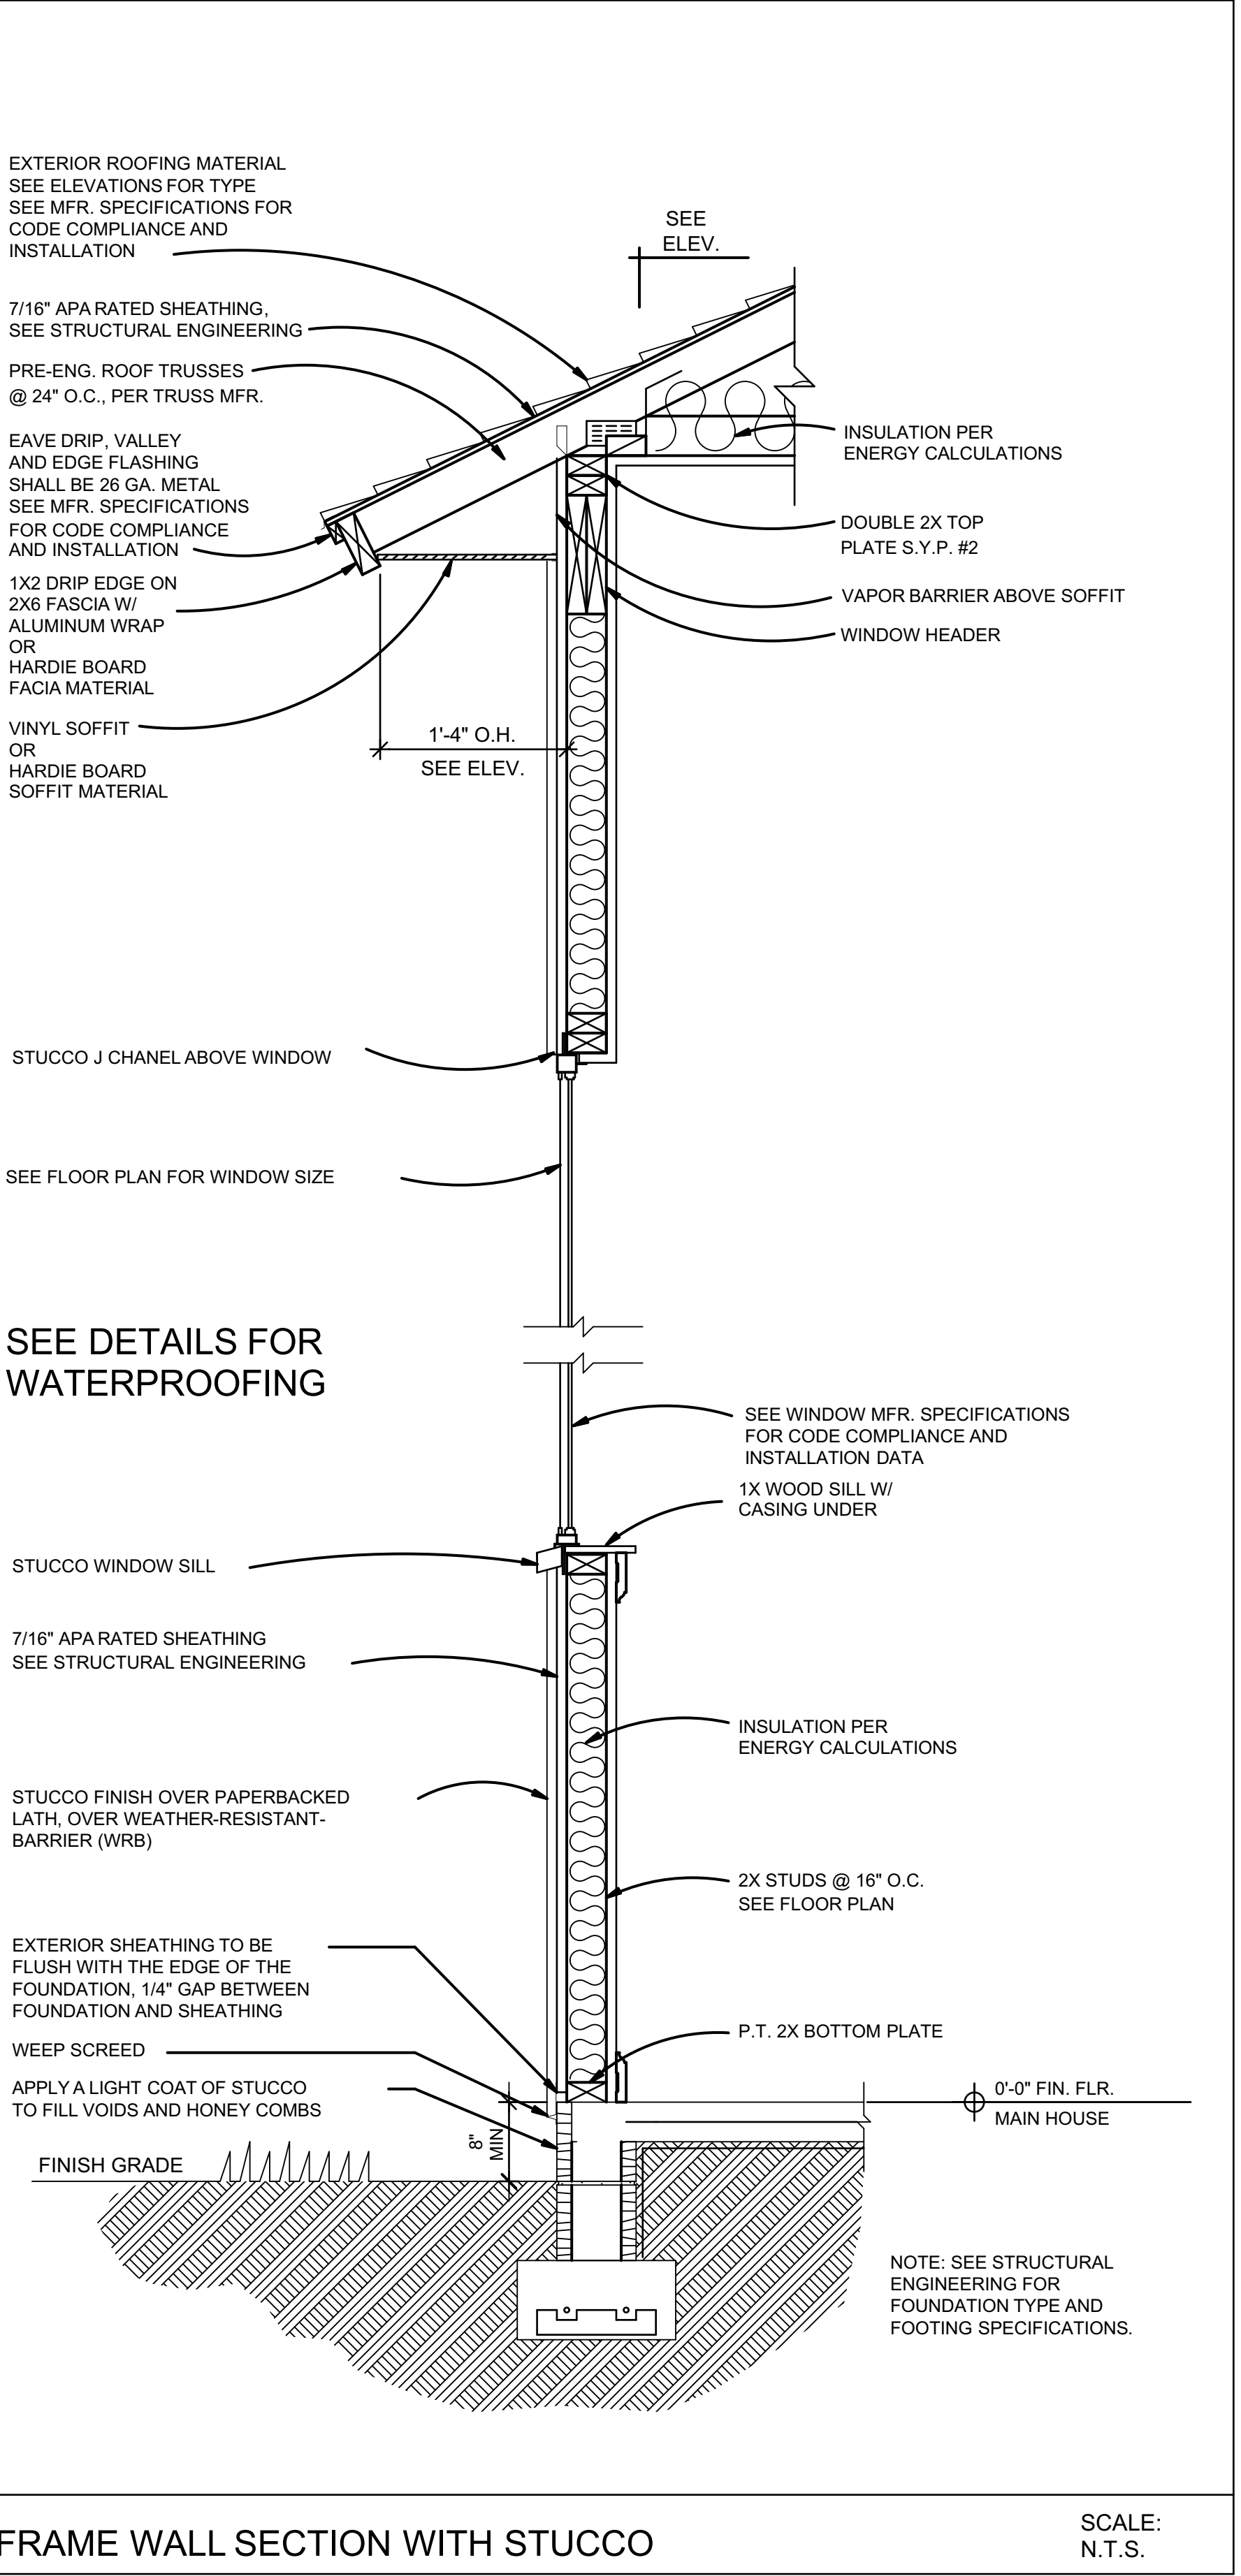 EXTERIOR ROOFING MATERIAL
SEE ELEVATIONS FOR TYPE
SEE MFR. SPECIFICATIONS FOR
CODE COMPLIANCE AND
INSTALLATION
SEE
ELEV.
7/16" APA RATED SHEATHING,
SEE STRUCTURAL ENGINEERING
PRE-ENG. ROOF TRUSSES
@ 24" O.C., PER TRUSS MFR.
EAVE DRIP, VALLEY
AND EDGE FLASHING
SHALL BE 26 GA. METAL
SEE MFR. SPECIFICATIONS
FOR CODE COMPLIANCE
AND INSTALLATION
INSULATION PER
ENERGY CALCULATIONS
DOUBLE 2X TOP
PLATE S.Y.P. #2
1X2 DRIP EDGE ON
2X6 FASCIA W/
ALUMINUM WRAP
OR
HARDIE BOARD
FACIA MATERIAL
VAPOR BARRIER ABOVE SOFFIT
WINDOW HEADER
VINYL SOFFIT
OR
HARDIE BOARD
SOFFIT MATERIAL
1'-4" O.H.
SEE ELEV.
STUCCO J CHANEL ABOVE WINDOW
SEE FLOOR PLAN FOR WINDOW SIZE
SEE DETAILS FOR
WATERPROOFING
SEE WINDOW MFR. SPECIFICATIONS
FOR CODE COMPLIANCE AND
INSTALLATION DATA
1X WOOD SILL W/
CASING UNDER
STUCCO WINDOW SILL
7/16" APA RATED SHEATHING
SEE STRUCTURAL ENGINEERING
INSULATION PER
ENERGY CALCULATIONS
STUCCO FINISH OVER PAPERBACKED
LATH, OVER WEATHER-RESISTANT-
BARRIER (WRB)
2X STUDS @ 16" O.C.
SEE FLOOR PLAN
EXTERIOR SHEATHING TO BE
FLUSH WITH THE EDGE OF THE
FOUNDATION, 1/4" GAP BETWEEN
FOUNDATION AND SHEATHING
P.T. 2X BOTTOM PLATE
WEEP SCREED
APPLY A LIGHT COAT OF STUCCO
TO FILL VOIDS AND HONEY COMBS
0'-0" FIN. FLR.
MAIN HOUSE
8"
MIN
FINISH GRADE
NOTE: SEE STRUCTURAL
ENGINEERING FOR
FOUNDATION TYPE AND
FOOTING SPECIFICATIONS.
FRAME WALL SECTION WITH STUCCO
SCALE:
N.T.S.